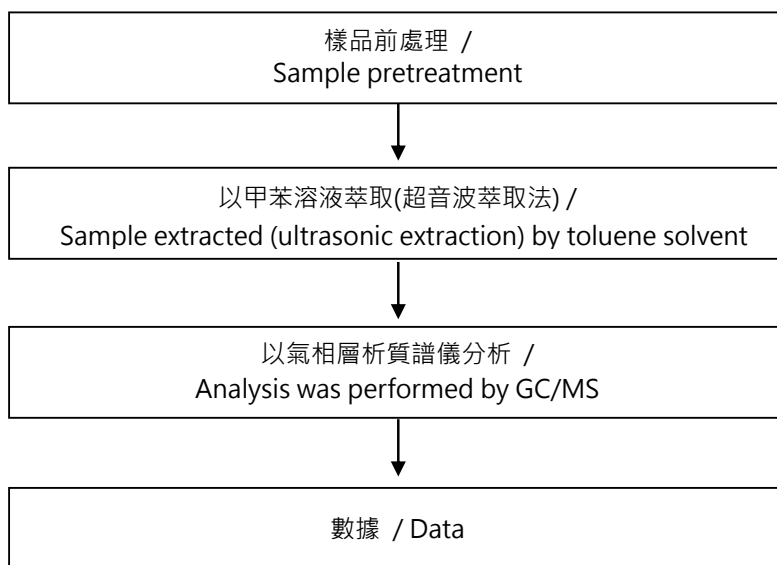 樣品前處理 /
Sample pretreatment
以甲苯溶液萃取(超音波萃取法) /
Sample extracted (ultrasonic extraction) by toluene solvent
以氣相層析質譜儀分析 /
Analysis was performed by GC/MS
數據 / Data